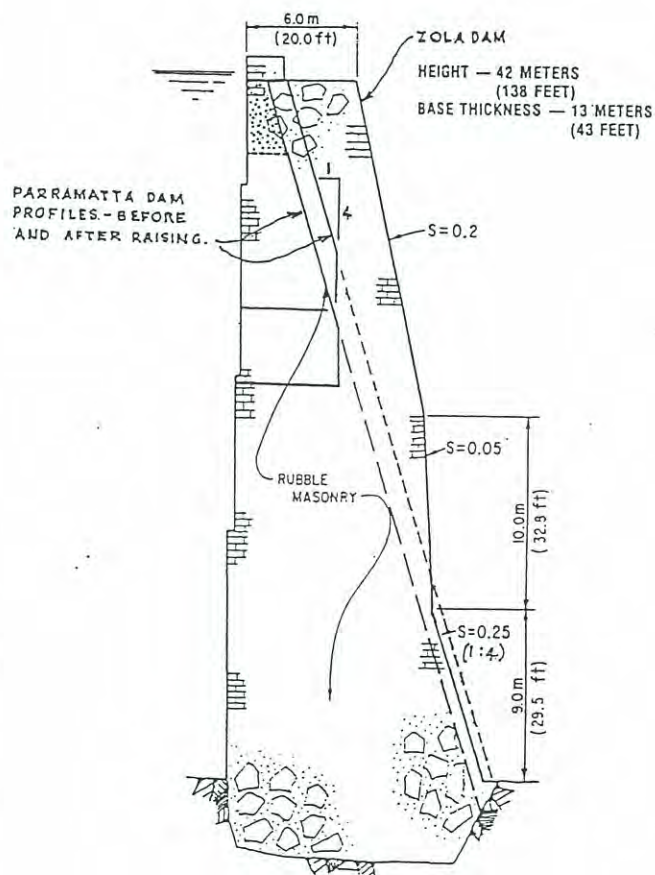 6.0 m
(20.0 ft)
ZOLA DAM
HEIGHT — 42 METERS
(138 FEET)
BASE THICKNESS — 13 METERS
(43 FEET)
1
4
PARRAMATTA DAM
PROFILES.-BEFORE
AND AFTER RAISING.
S=0.2
S=0.05
RUBBLE
MASONRY
10.0m
(32.8 ft)
S=0.25
(1:4)
9.0m
(29.5 ft)